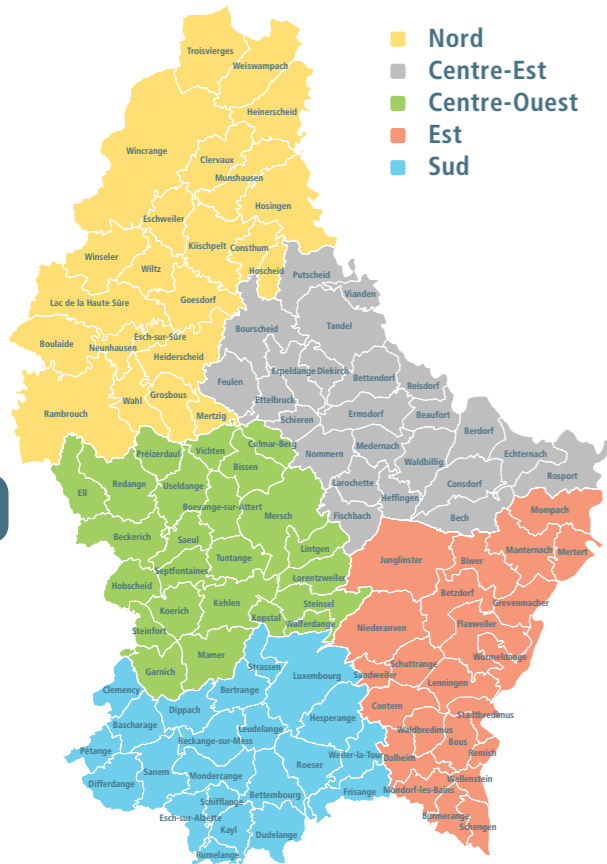 Nord
Centre-Est
Centre-Ouest
Est
Sud
Troisvierges
Weiswampach
Heinerscheid
Wincrange
Clervaux
Munshausen
Hosingen
Eschweiler
Kiischpelt
Consthum
Winseler
Wiltz
Hoscheid
Putscheid
Vianden
Lac de la Haute Sûre
Goesdorf
Bourscheid
Tandel
Boulaide
Neunhausen
Esch-sur-Sûre
Heiderscheid
Feulen
Erpeldange
Diekirch
Bettendorf
Reisdorf
Rambrouch
Wahl
Grosbous
Mertzig
Ettelbruck
Schieren
Ermsdorf
Beaufort
Berdorf
Colmar-Berg
Préizerdaul
Vichten
Bissen
Nommern
Medernach
Waldbillig
Echternach
Rosport
Ell
Redange
Useldange
Boevange-sur-Attert
Mersch
Larochette
Heffingen
Consdorf
Fischbach
Bech
Mompach
Beckerich
Saeul
Tuntange
Lintgen
Junglinster
Biwer
Manternach
Mertert
Septfontaines
Lorentzweiler
Hobscheid
Koerich
Kehlen
Kopstal
Steinsel
Walferdange
Betzdorf
Grevenmacher
Steinfort
Niederanven
Flaxweiler
Garnich
Mamer
Strassen
Luxembourg
Sandweiler
Schuttrange
Wormeldange
Lenningen
Clemency
Bertrange
Dippach
Bascharage
Leudelange
Hesperange
Contern
Stadtbredimus
Waldbredimus
Bous
Remich
Pétange
Reckange-sur-Mess
Weiler-la-Tour
Dalheim
Differdange
Sanem
Mondercange
Roeser
Wellenstein
Schifflange
Bettembourg
Frisange
Mondorf-les-Bains
Burmerange
Schengen
Esch-sur-Alzette
Kayl
Dudelange
Rumelange